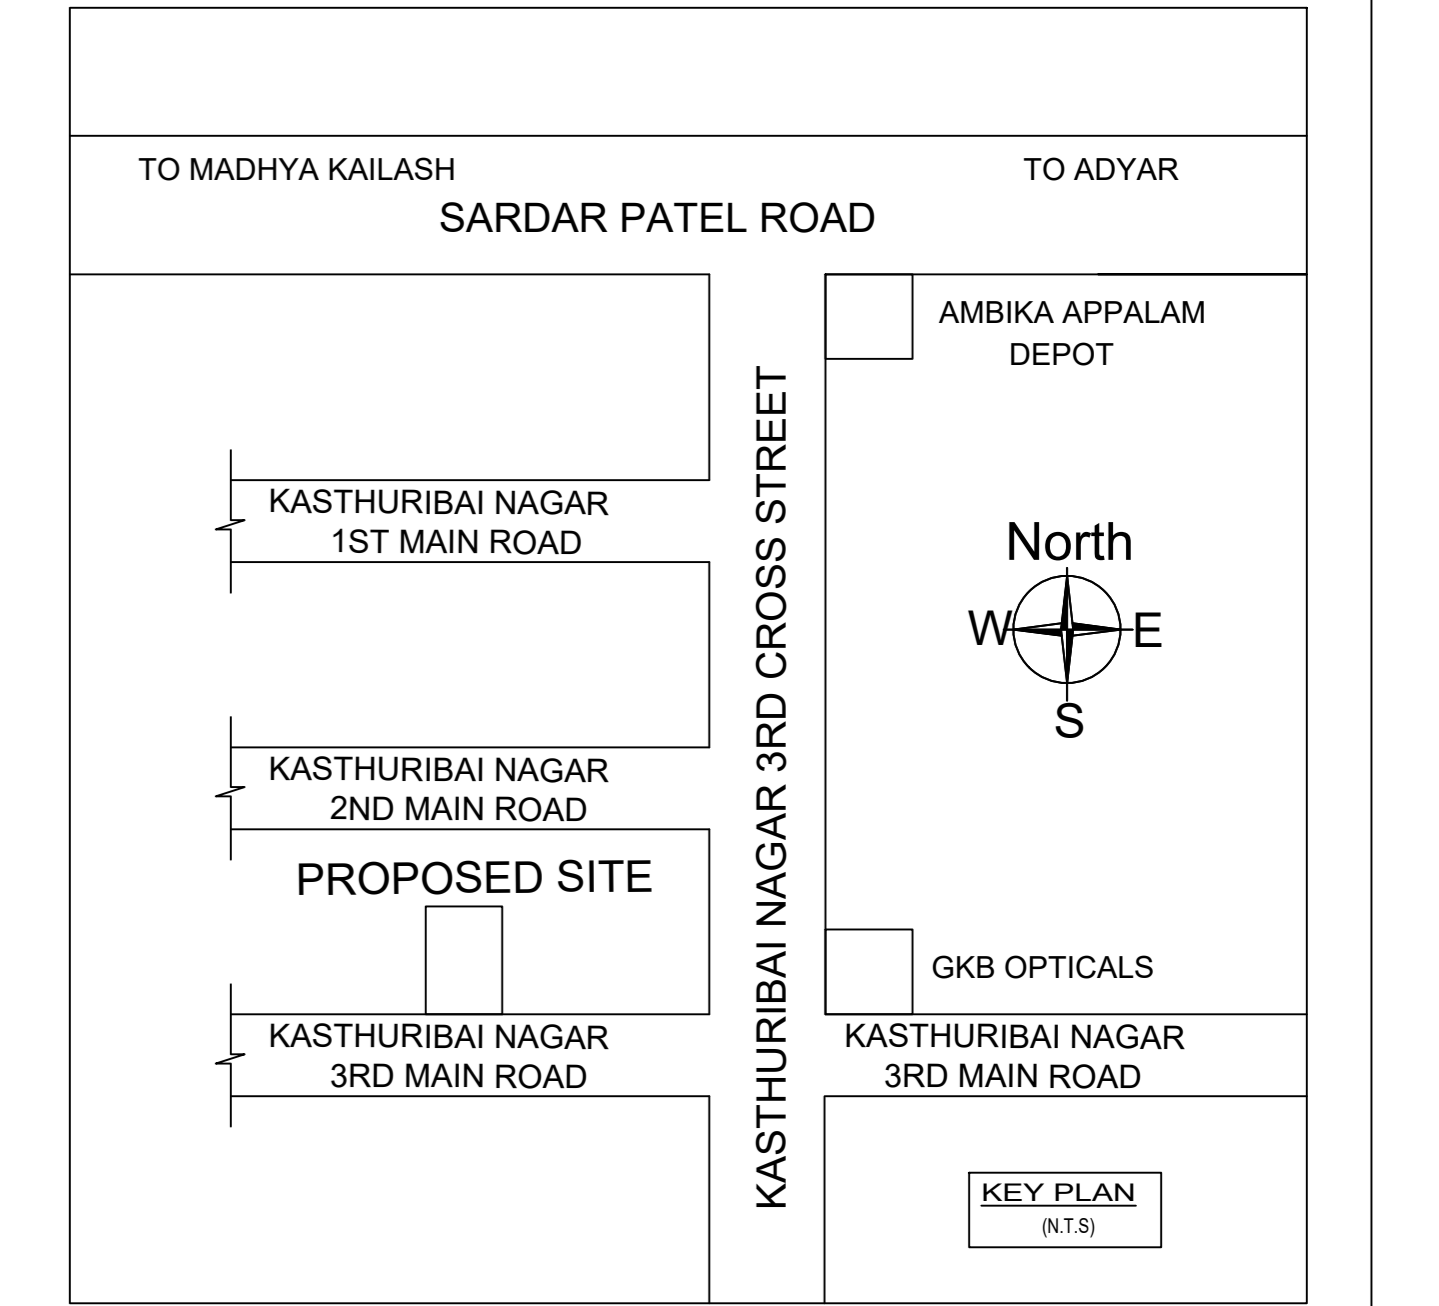 TO MADHYA KAILASH
TO ADYAR
SARDAR PATEL ROAD
AMBIKA APPALAM
DEPOT
KASTHURIBAI NAGAR
1ST MAIN ROAD
KASTHURIBAI NAGAR 3RD CROSS STREET
North
W
E
S
KASTHURIBAI NAGAR
2ND MAIN ROAD
PROPOSED SITE
GKB OPTICALS
KASTHURIBAI NAGAR
3RD MAIN ROAD
KASTHURIBAI NAGAR
3RD MAIN ROAD
KEY PLAN
(N.T.S)